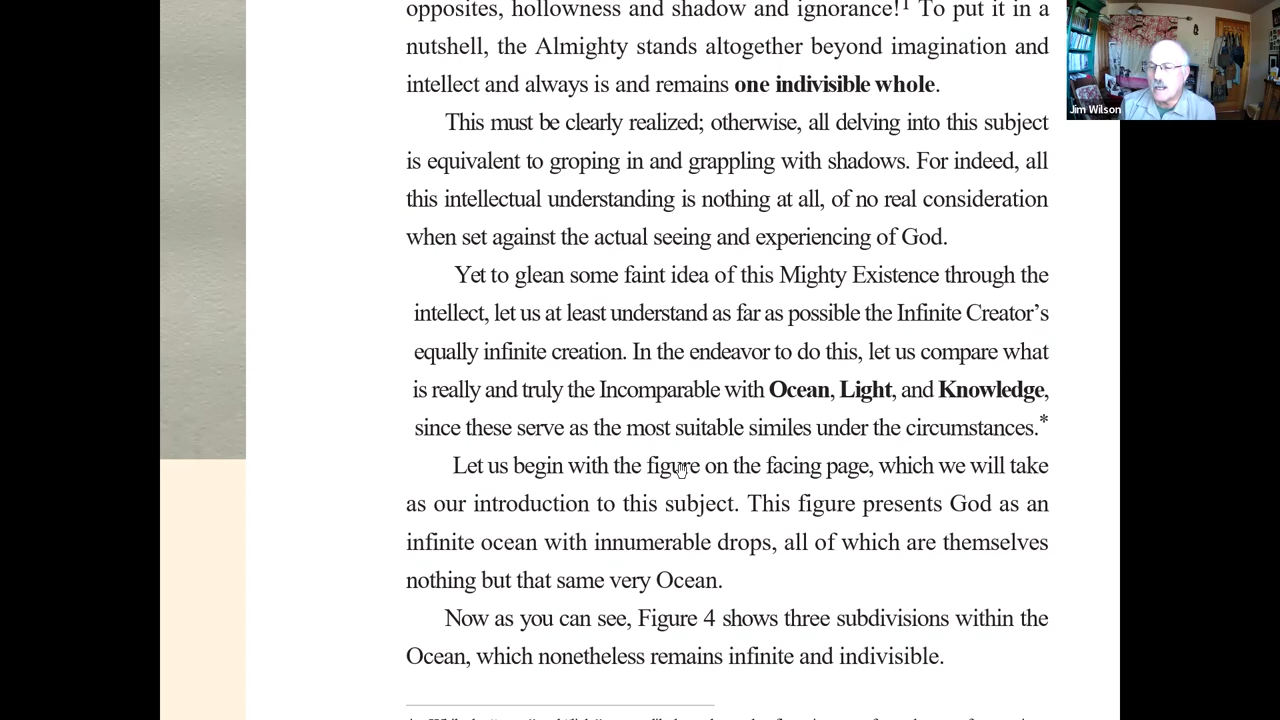 opposites, hollowness and shadow and ignorance!¹ To put it in a
nutshell, the Almighty stands altogether beyond imagination and
intellect and always is and remains one indivisible whole.
This must be clearly realized; otherwise, all delving into this subject
is equivalent to groping in and grappling with shadows. For indeed, all
this intellectual understanding is nothing at all, of no real consideration
when set against the actual seeing and experiencing of God.
Yet to glean some faint idea of this Mighty Existence through the
intellect, let us at least understand as far as possible the Infinite Creator’s
equally infinite creation. In the endeavor to do this, let us compare what
is really and truly the Incomparable with Ocean, Light, and Knowledge,
since these serve as the most suitable similes under the circumstances.*
Let us begin with the figure on the facing page, which we will take
as our introduction to this subject. This figure presents God as an
infinite ocean with innumerable drops, all of which are themselves
nothing but that same very Ocean.
Now as you can see, Figure 4 shows three subdivisions within the
Ocean, which nonetheless remains infinite and indivisible.
Jim Wilson